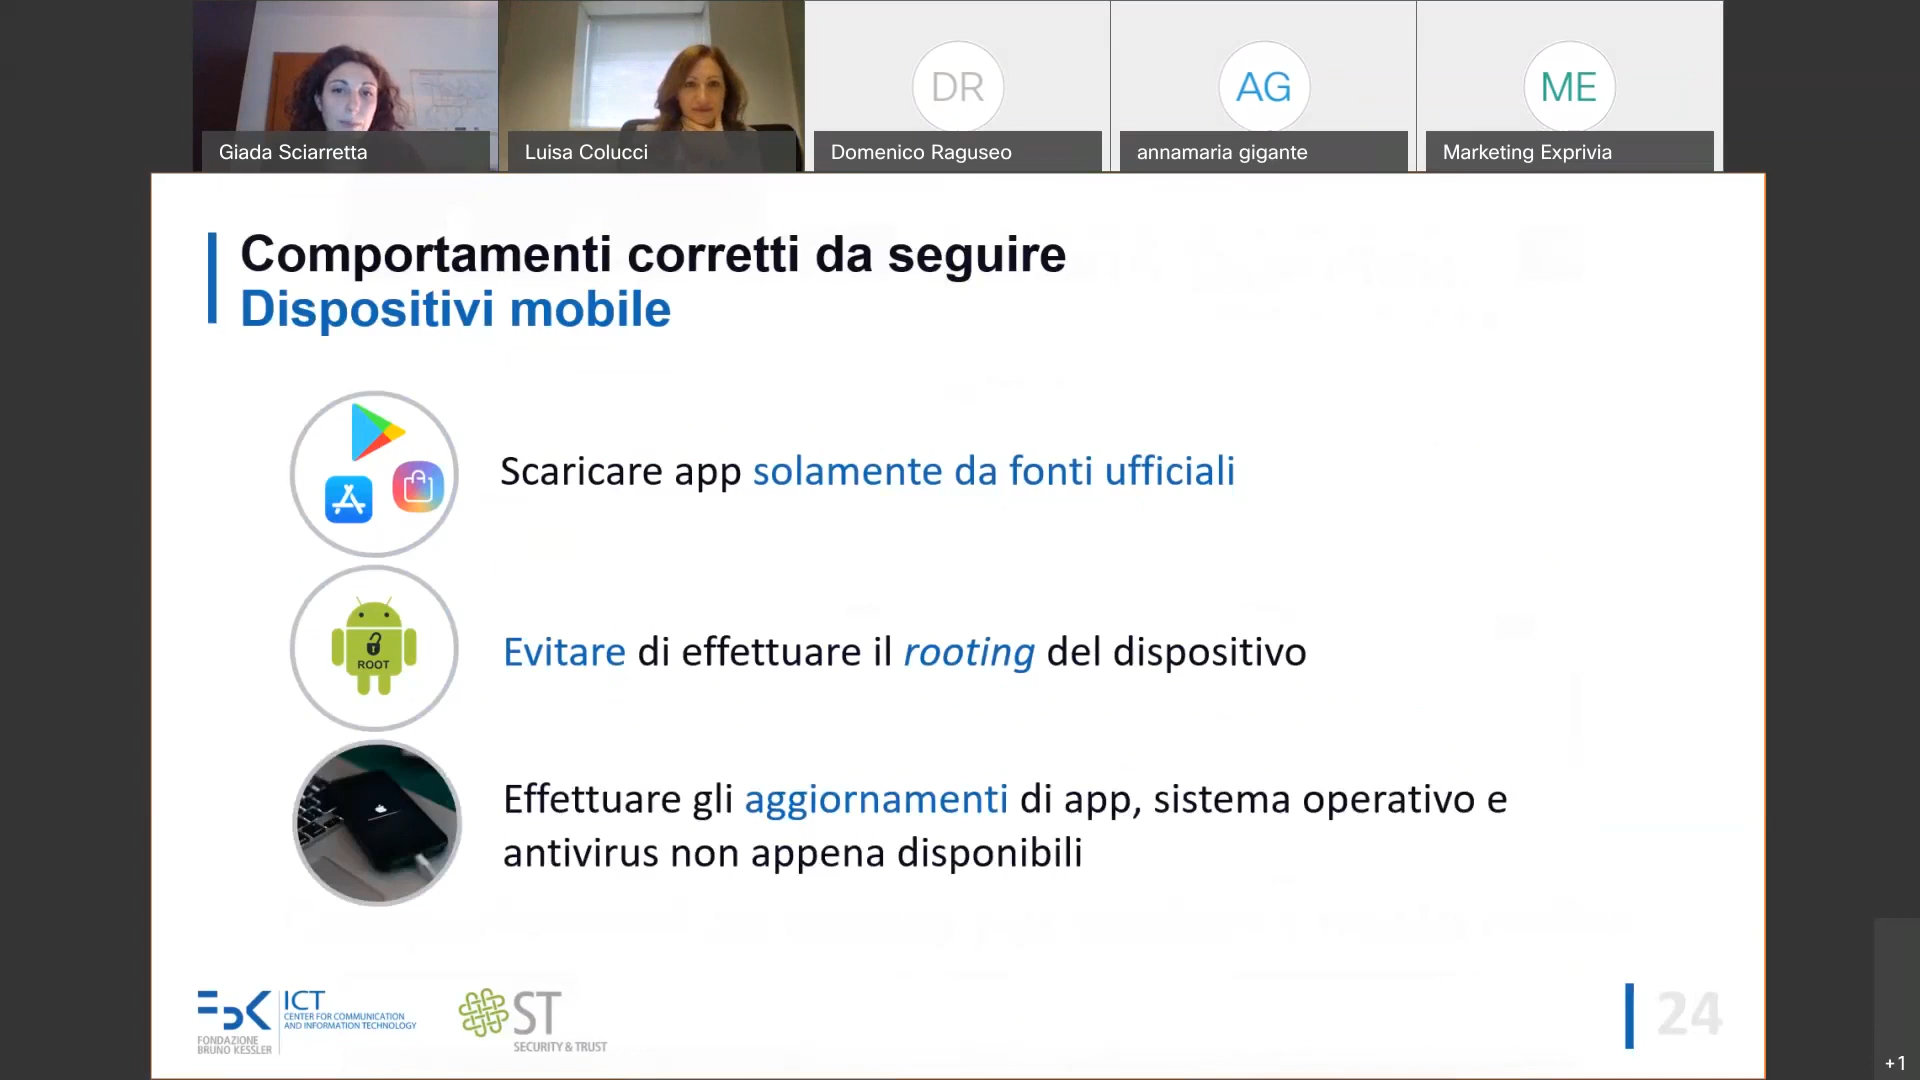 DR
AG
ME
Giada Sciarretta
Luisa Colucci
Domenico Raguseo
annamaria gigante
Marketing Exprivia
Comportamenti corretti da seguire
Dispositivi mobile
Scaricare app solamente da fonti ufficiali
ROOT
Evitare di effettuare il rooting del dispositivo
Effettuare gli aggiornamenti di app, sistema operativo e
antivirus non appena disponibili
FBK
FONDAZIONE
BRUNO KESSLER
ICT
CENTER FOR COMMUNICATION
AND INFORMATION TECHNOLOGY
ST
SECURITY & TRUST
24
+1